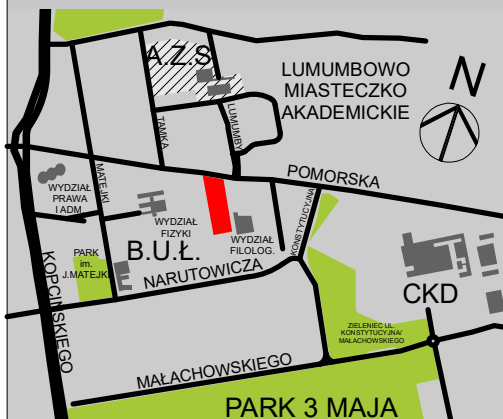 A.Z.S
LUMUMBOWO
MIASTECZKO
AKADEMICKIE
N
TAMKA
LUMUMBY
POMORSKA
MATEJKI
WYDZIAŁ
PRAWA
I ADM.
WYDZIAŁ
FIZYKI
WYDZIAŁ
FILOLOG.
KONSTYTUCYJNA
PARK
im.
J.MATEJKI
B.U.Ł.
NARUTOWICZA
KOPCIŃSKIEGO
CKD
ZIELENIEC UL.
KONSTYTUCYJNA/
MAŁACHOWSKIEGO
MAŁACHOWSKIEGO
PARK 3 MAJA